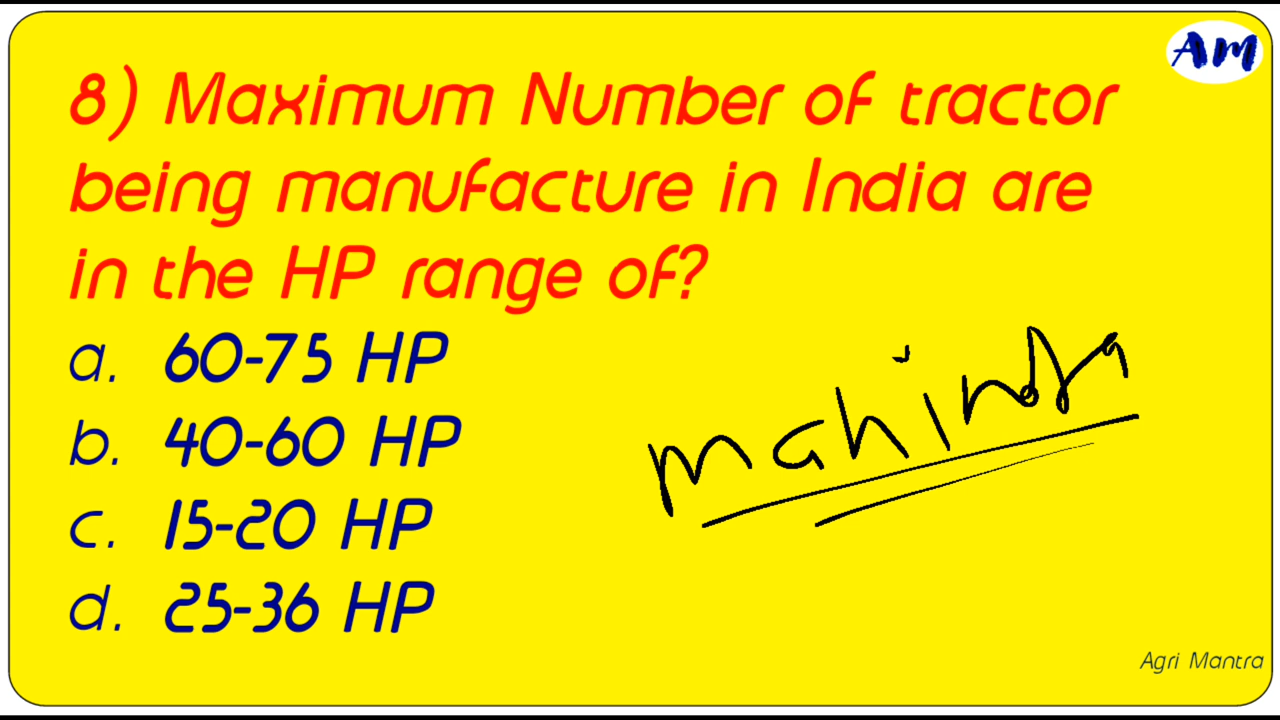 AM
8) Maximum Number of tractor
being manufacture in India are
in the HP range of?
a. 60-75 HP
b. 40-60 HP
c. 15-20 HP
d. 25-36 HP
mahindra
Agri Mantra